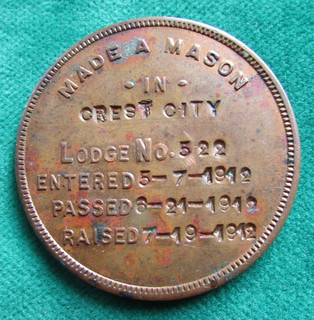 MADE A MASON
· IN ·
CREST CITY
LODGE NO. 522
ENTERED 5-7-1912
PASSED 6-21-1912
RAISED 7-19-1912